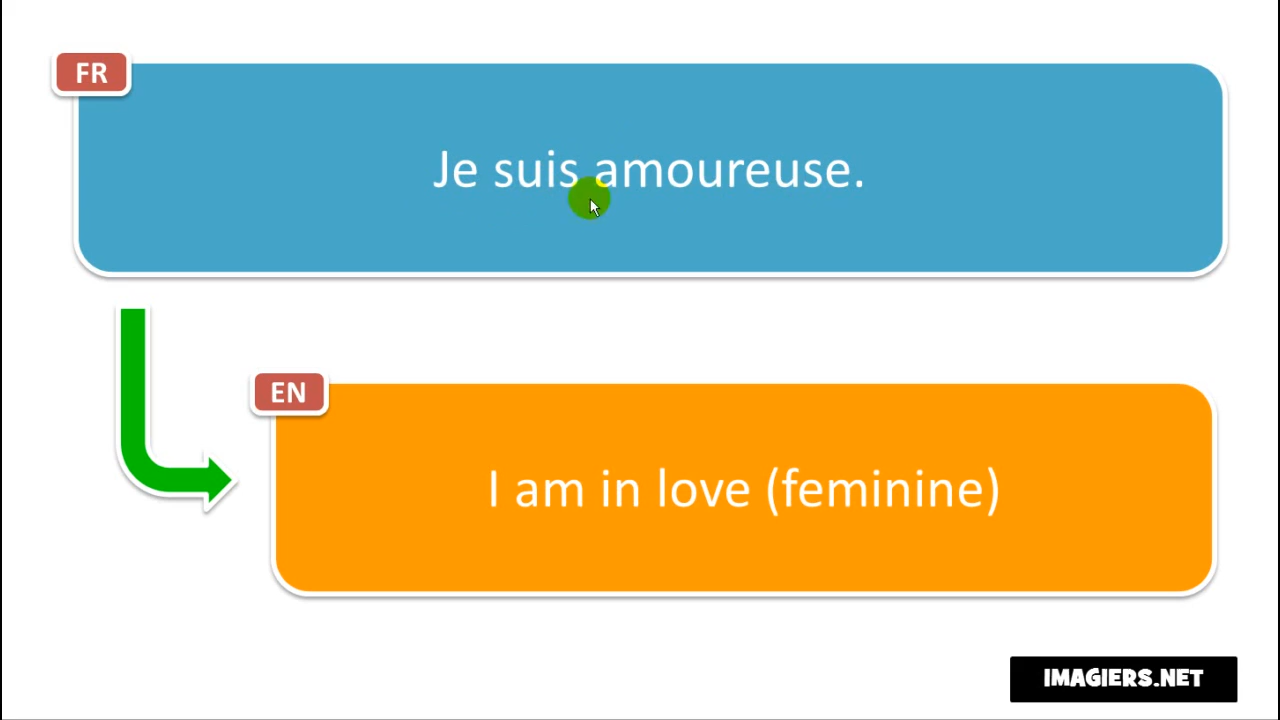 FR
Je suis amoureuse.
EN
I am in love (feminine)
IMAGIERS.NET